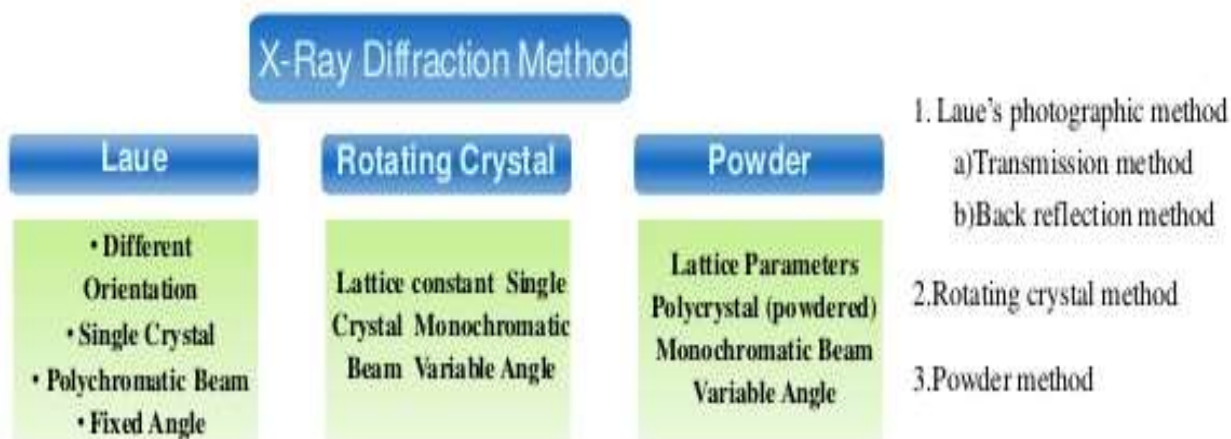 X-Ray Diffraction Method
Laue
• Different
Orientation
• Single Crystal
• Polychromatic Beam
• Fixed Angle
Rotating Crystal
Lattice constant Single
Crystal Monochromatic
Beam Variable Angle
Powder
Lattice Parameters
Polycrystal (powdered)
Monochromatic Beam
Variable Angle
1. Laue's photographic method
a)Transmission method
b)Back reflection method
2.Rotating crystal method
3.Powder method